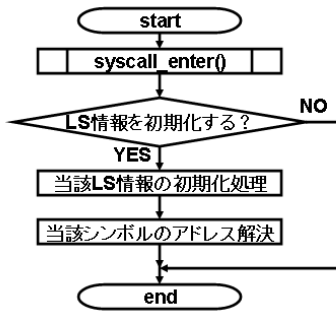 start
syscall_enter()
LS情報を初期化する？
NO
YES
当該LS情報の初期化処理
当該シンボルのアドレス解決
end